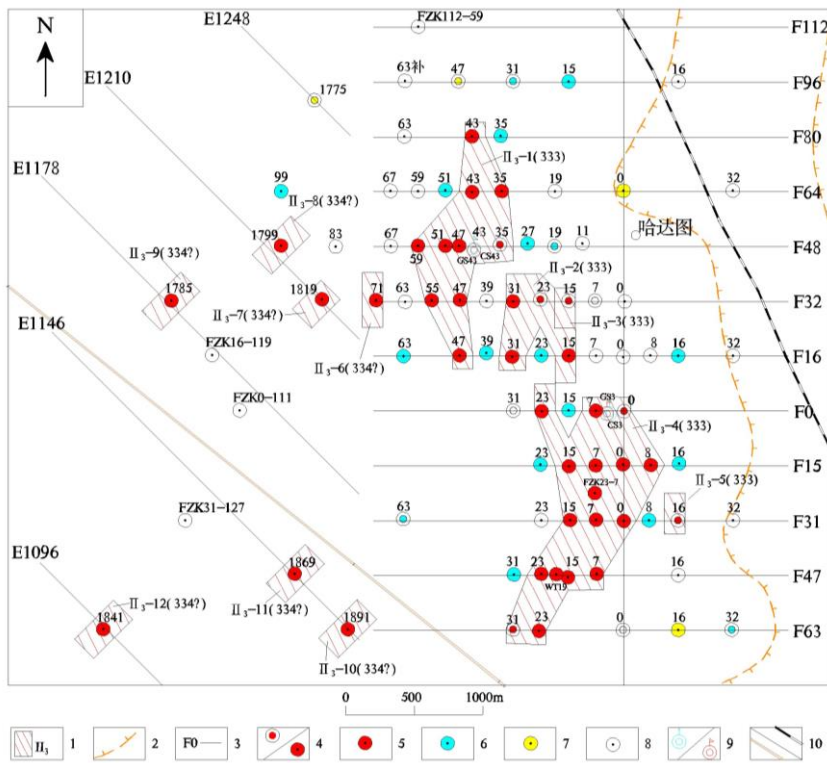 E1248
FZK112-59
F112
N
63补 47 31 15 16
F96
E1210
1775
63 43 35
F80
II₃-1(333)
E1178
99 67 59 51 43 35 19 0 32
F64
II₃-8(334?)
哈达图
II₃-9(334?)
1799 83 67 59 51 47 43 35 27 19 11
F48
GS43 CS43
II₃-2(333)
1785 1819 71 63 55 47 39 31 23 15 7 0
F32
E1146
II₃-7(334?)
II₃-3(333)
FZK16-119
63 47 39 31 23 15 7 0 8 16 32
F16
II₃-6(334?)
FZK0-111
31 23 15 7 GS3 CS3 0
F0
II₃-4(333)
23 15 7 0 8 16
F15
FZK23-7
II₃-5(333)
FZK31-127
63 23 15 7 0 8 16 32
F31
E1096
1869
31 23 15 7 16
F47
WT19
II₃-12(334?)
II₃-11(334?)
1841 1891 31 23 0 16 32
F63
II₃-10(334?)
0 500 1000m
II₃ 1 2 F0 3 4 5 6 7 8 9 10